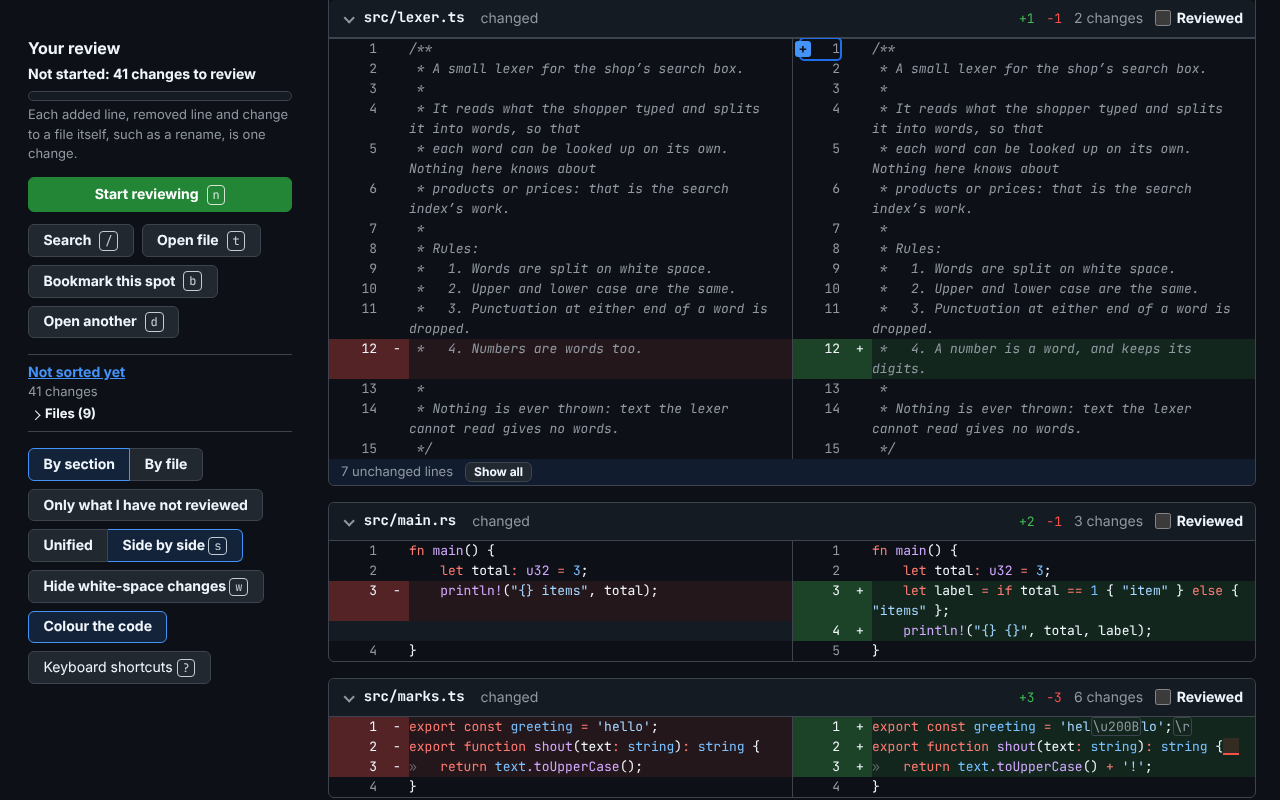 Your review
Not started: 41 changes to review
Each added line, removed line and change
to a file itself, such as a rename, is one
change.
Start reviewing n
Search / Open file t
Bookmark this spot b
Open another d
Not sorted yet
41 changes
Files (9)
By section By file
Only what I have not reviewed
Unified Side by side s
Hide white-space changes w
Colour the code
Keyboard shortcuts ?
src/lexer.ts changed +1 -1 2 changes Reviewed
1 /** + 1 /**
2 * A small lexer for the shop’s search box. 2 * A small lexer for the shop’s search box.
3 * 3 *
4 * It reads what the shopper typed and splits 4 * It reads what the shopper typed and splits
it into words, so that it into words, so that
5 * each word can be looked up on its own. 5 * each word can be looked up on its own.
Nothing here knows about Nothing here knows about
6 * products or prices: that is the search 6 * products or prices: that is the search
index’s work. index’s work.
7 * 7 *
8 * Rules: 8 * Rules:
9 *   1. Words are split on white space. 9 *   1. Words are split on white space.
10 *   2. Upper and lower case are the same. 10 *   2. Upper and lower case are the same.
11 *   3. Punctuation at either end of a word is 11 *   3. Punctuation at either end of a word is
dropped. dropped.
12 - *   4. Numbers are words too. 12 + *   4. A number is a word, and keeps its
digits.
13 * 13 *
14 * Nothing is ever thrown: text the lexer 14 * Nothing is ever thrown: text the lexer
cannot read gives no words. cannot read gives no words.
15 */ 15 */
7 unchanged lines Show all
src/main.rs changed +2 -1 3 changes Reviewed
1 fn main() { 1 fn main() {
2 let total: u32 = 3; 2 let total: u32 = 3;
3 - println!("{} items", total); 3 + let label = if total == 1 { "item" } else {
"items" };
4 + println!("{} {}", total, label);
4 } 5 }
src/marks.ts changed +3 -3 6 changes Reviewed
1 - export const greeting = 'hello'; 1 + export const greeting = 'hel\u200Blo';\r
2 - export function shout(text: string): string { 2 + export function shout(text: string): string {
3 - » return text.toUpperCase(); 3 + » return text.toUpperCase() + '!';
4 } 4 }